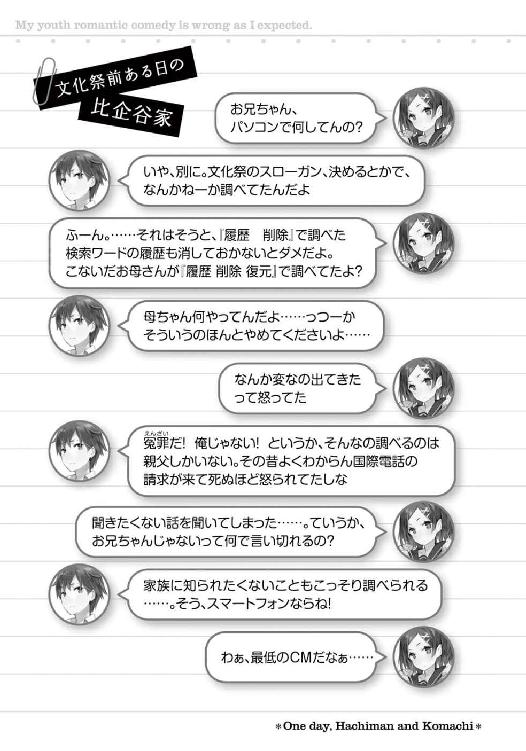 My youth romantic comedy is wrong as I expected.
文化祭前ある日の
比企谷家
お兄ちゃん、
パソコンで何してんの?
いや、別に。文化祭のスローガン、決めるとかで、
なんかねーか調べてたんだよ
ふーん。……それはそうと、『履歴　削除』で調べた
検索ワードの履歴も消しておかないとダメだよ。
こないだお母さんが『履歴 削除 復元』で調べてたよ?
母ちゃん何やってんだよ……っつーか
そういうのほんとやめてくださいよ……
なんか変なの出てきた
って怒ってた
えんざい
冤罪だ! 俺じゃない! というか、そんなの調べるのは
親父しかいない。その昔よくわからん国際電話の
請求が来て死ぬほど怒られてたしな
聞きたくない話を聞いてしまった……。ていうか、
お兄ちゃんじゃないって何で言い切れるの?
家族に知られたくないこともこっそり調べられる
……。そう、スマートフォンならね!
わぁ、最低のCMだなぁ……
*One day, Hachiman and Komachi*